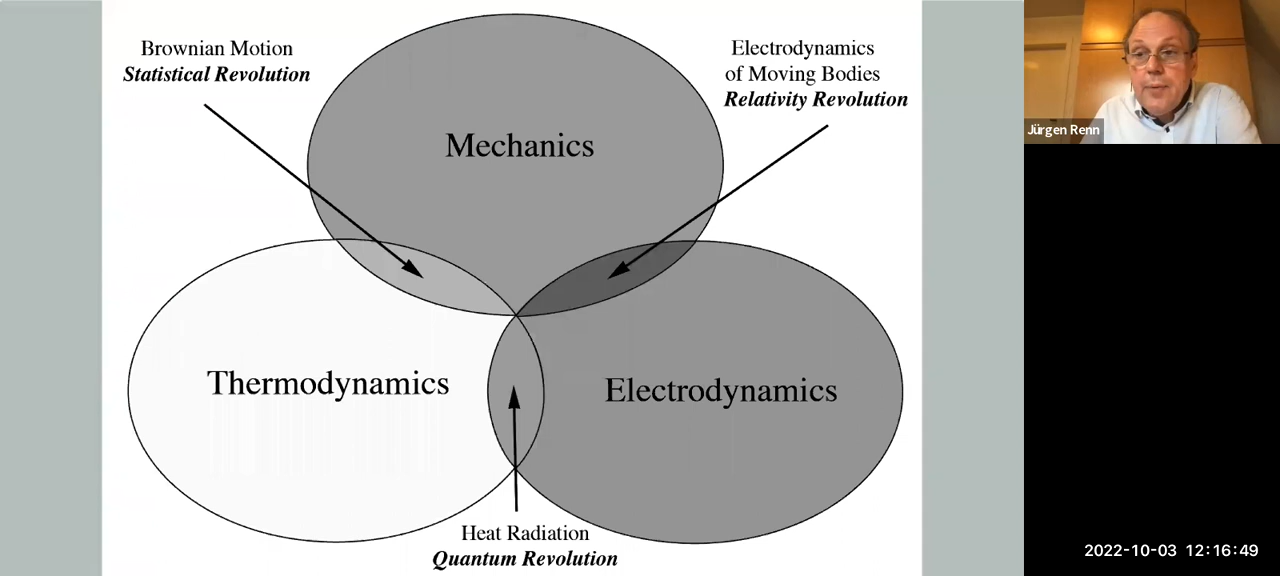 Brownian Motion
Statistical Revolution
Electrodynamics
of Moving Bodies
Relativity Revolution
Mechanics
Thermodynamics
Electrodynamics
Heat Radiation
Quantum Revolution
Jürgen Renn
2022-10-03 12:16:49